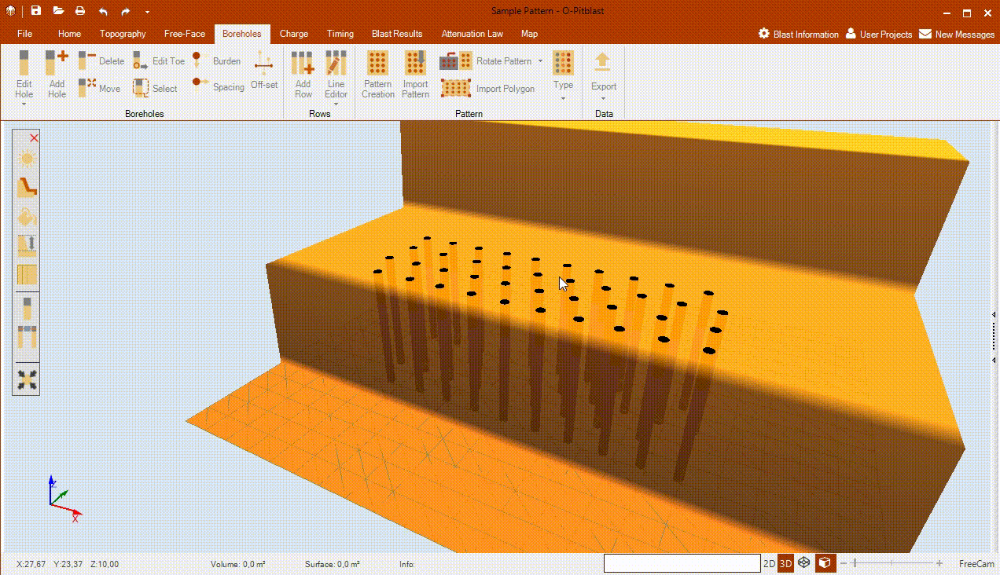 Sample Pattern - O-Pitblast
File Home Topography Free-Face Boreholes Charge Timing Blast Results Attenuation Law Map Blast Information User Projects New Messages
Edit Hole
Add Hole
Delete
Move
Edit Toe
Select
Burden
Spacing
Off-set
Boreholes
Add Row
Line Editor
Rows
Pattern Creation
Import Pattern
Rotate Pattern
Import Polygon
Type
Pattern
Export
Data
Z
X
X:27,67 Y:23,37 Z:10,00 Volume: 0,0 m³ Surface: 0,0 m² Info: 2D 3D FreeCam